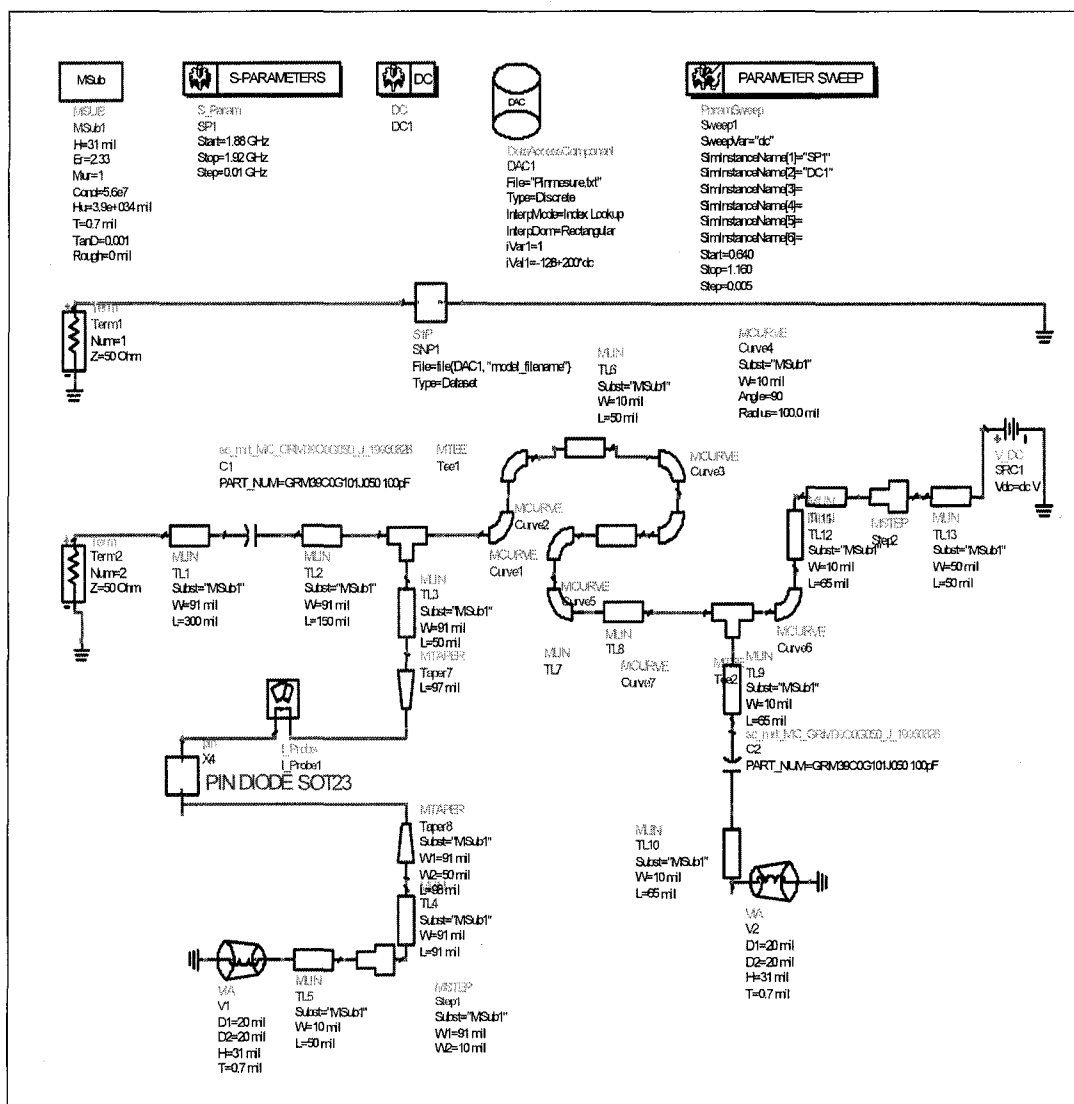 MSub
MSUB
MSub1
H=31 mil
Er=2.33
Mur=1
Cond=5.6e7
Hu=3.9e+034 mil
T=0.7 mil
TanD=0.001
Rough=0 mil
S-PARAMETERS
S_Param
SP1
Start=1.88 GHz
Stop=1.92 GHz
Step=0.01 GHz
DC
DC
DC1
DAC
DataAccessComponent
DAC1
File="Pinmesure.txt"
Type=Discrete
InterpMode=Index Lookup
InterpDom=Rectangular
iVar1=1
iVal1=-128+200*dc
PARAMETER SWEEP
ParamSweep
Sweep1
SweepVar="dc"
SimInstanceName[1]="SP1"
SimInstanceName[2]="DC1"
SimInstanceName[3]=
SimInstanceName[4]=
SimInstanceName[5]=
SimInstanceName[6]=
Start=0.640
Stop=1.160
Step=0.005
Term
Term1
Num=1
Z=50 Ohm
S1P
SNP1
File=file{DAC1, "model_filename"}
Type=Dataset
MLIN
TL6
Subst="MSub1"
W=10 mil
L=50 mil
MCURVE
Curve4
Subst="MSub1"
W=10 mil
Angle=90
Radius=100.0 mil
C1
PART_NUM=GRM39C0G101J050 100pF
MTEE
Tee1
MCURVE
Curve3
V_DC
SRC1
Vdc=dc V
MCURVE
Curve2
MCURVE
Curve1
Term
Term2
Num=2
Z=50 Ohm
MLIN
TL1
Subst="MSub1"
W=91 mil
L=300 mil
MLIN
TL2
Subst="MSub1"
W=91 mil
L=150 mil
MLIN
TL3
Subst="MSub1"
W=91 mil
L=50 mil
MCURVE
Curve5
MLIN
TL12
Subst="MSub1"
W=10 mil
L=65 mil
MSTEP
Step2
MLIN
TL13
Subst="MSub1"
W=50 mil
L=50 mil
MTAPER
Taper7
L=97 mil
MLIN
TL7
MLIN
TL8
MCURVE
Curve7
MCURVE
Curve6
Tee2
MLIN
TL9
Subst="MSub1"
W=10 mil
L=65 mil
I_Probe
I_Probe1
pin
X4
PIN DIODE SOT23
C2
PART_NUM=GRM39C0G101J050 100pF
MTAPER
Taper8
Subst="MSub1"
W1=91 mil
W2=50 mil
L=98 mil
TL4
Subst="MSub1"
W=91 mil
L=91 mil
MLIN
TL10
Subst="MSub1"
W=10 mil
L=65 mil
VIA
V2
D1=20 mil
D2=20 mil
H=31 mil
T=0.7 mil
VIA
V1
D1=20 mil
D2=20 mil
H=31 mil
T=0.7 mil
MLIN
TL5
Subst="MSub1"
W=10 mil
L=50 mil
MSTEP
Step1
Subst="MSub1"
W1=91 mil
W2=10 mil